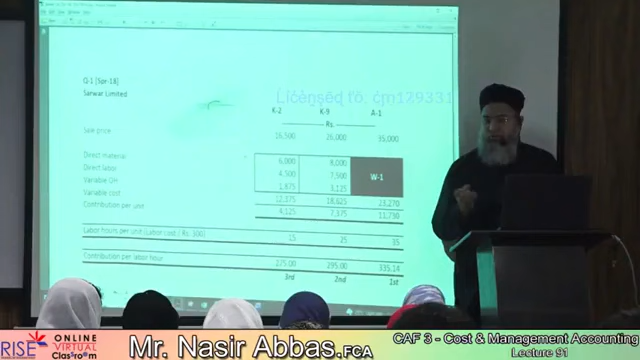 Q-1 [Spr-18]
Sarwar Limited
K-2 K-9 A-1
Rs.
Sale price 16,500 26,000 35,000
Direct material 6,000 8,000
Direct labor 4,500 7,500 W-1
Variable OH 1,875 3,125
Variable cost 12,375 18,625 23,270
Contribution per unit 4,125 7,375 11,730
Labor hours per unit (Labor cost / Rs. 300) 15 25 35
Contribution per labor hour 275.00 295.00 335.14
3rd 2nd 1st
RISE ONLINE VIRTUAL Classroom
Mr. Nasir Abbas.FCA
CAF 3 - Cost & Management Accounting
Lecture 91